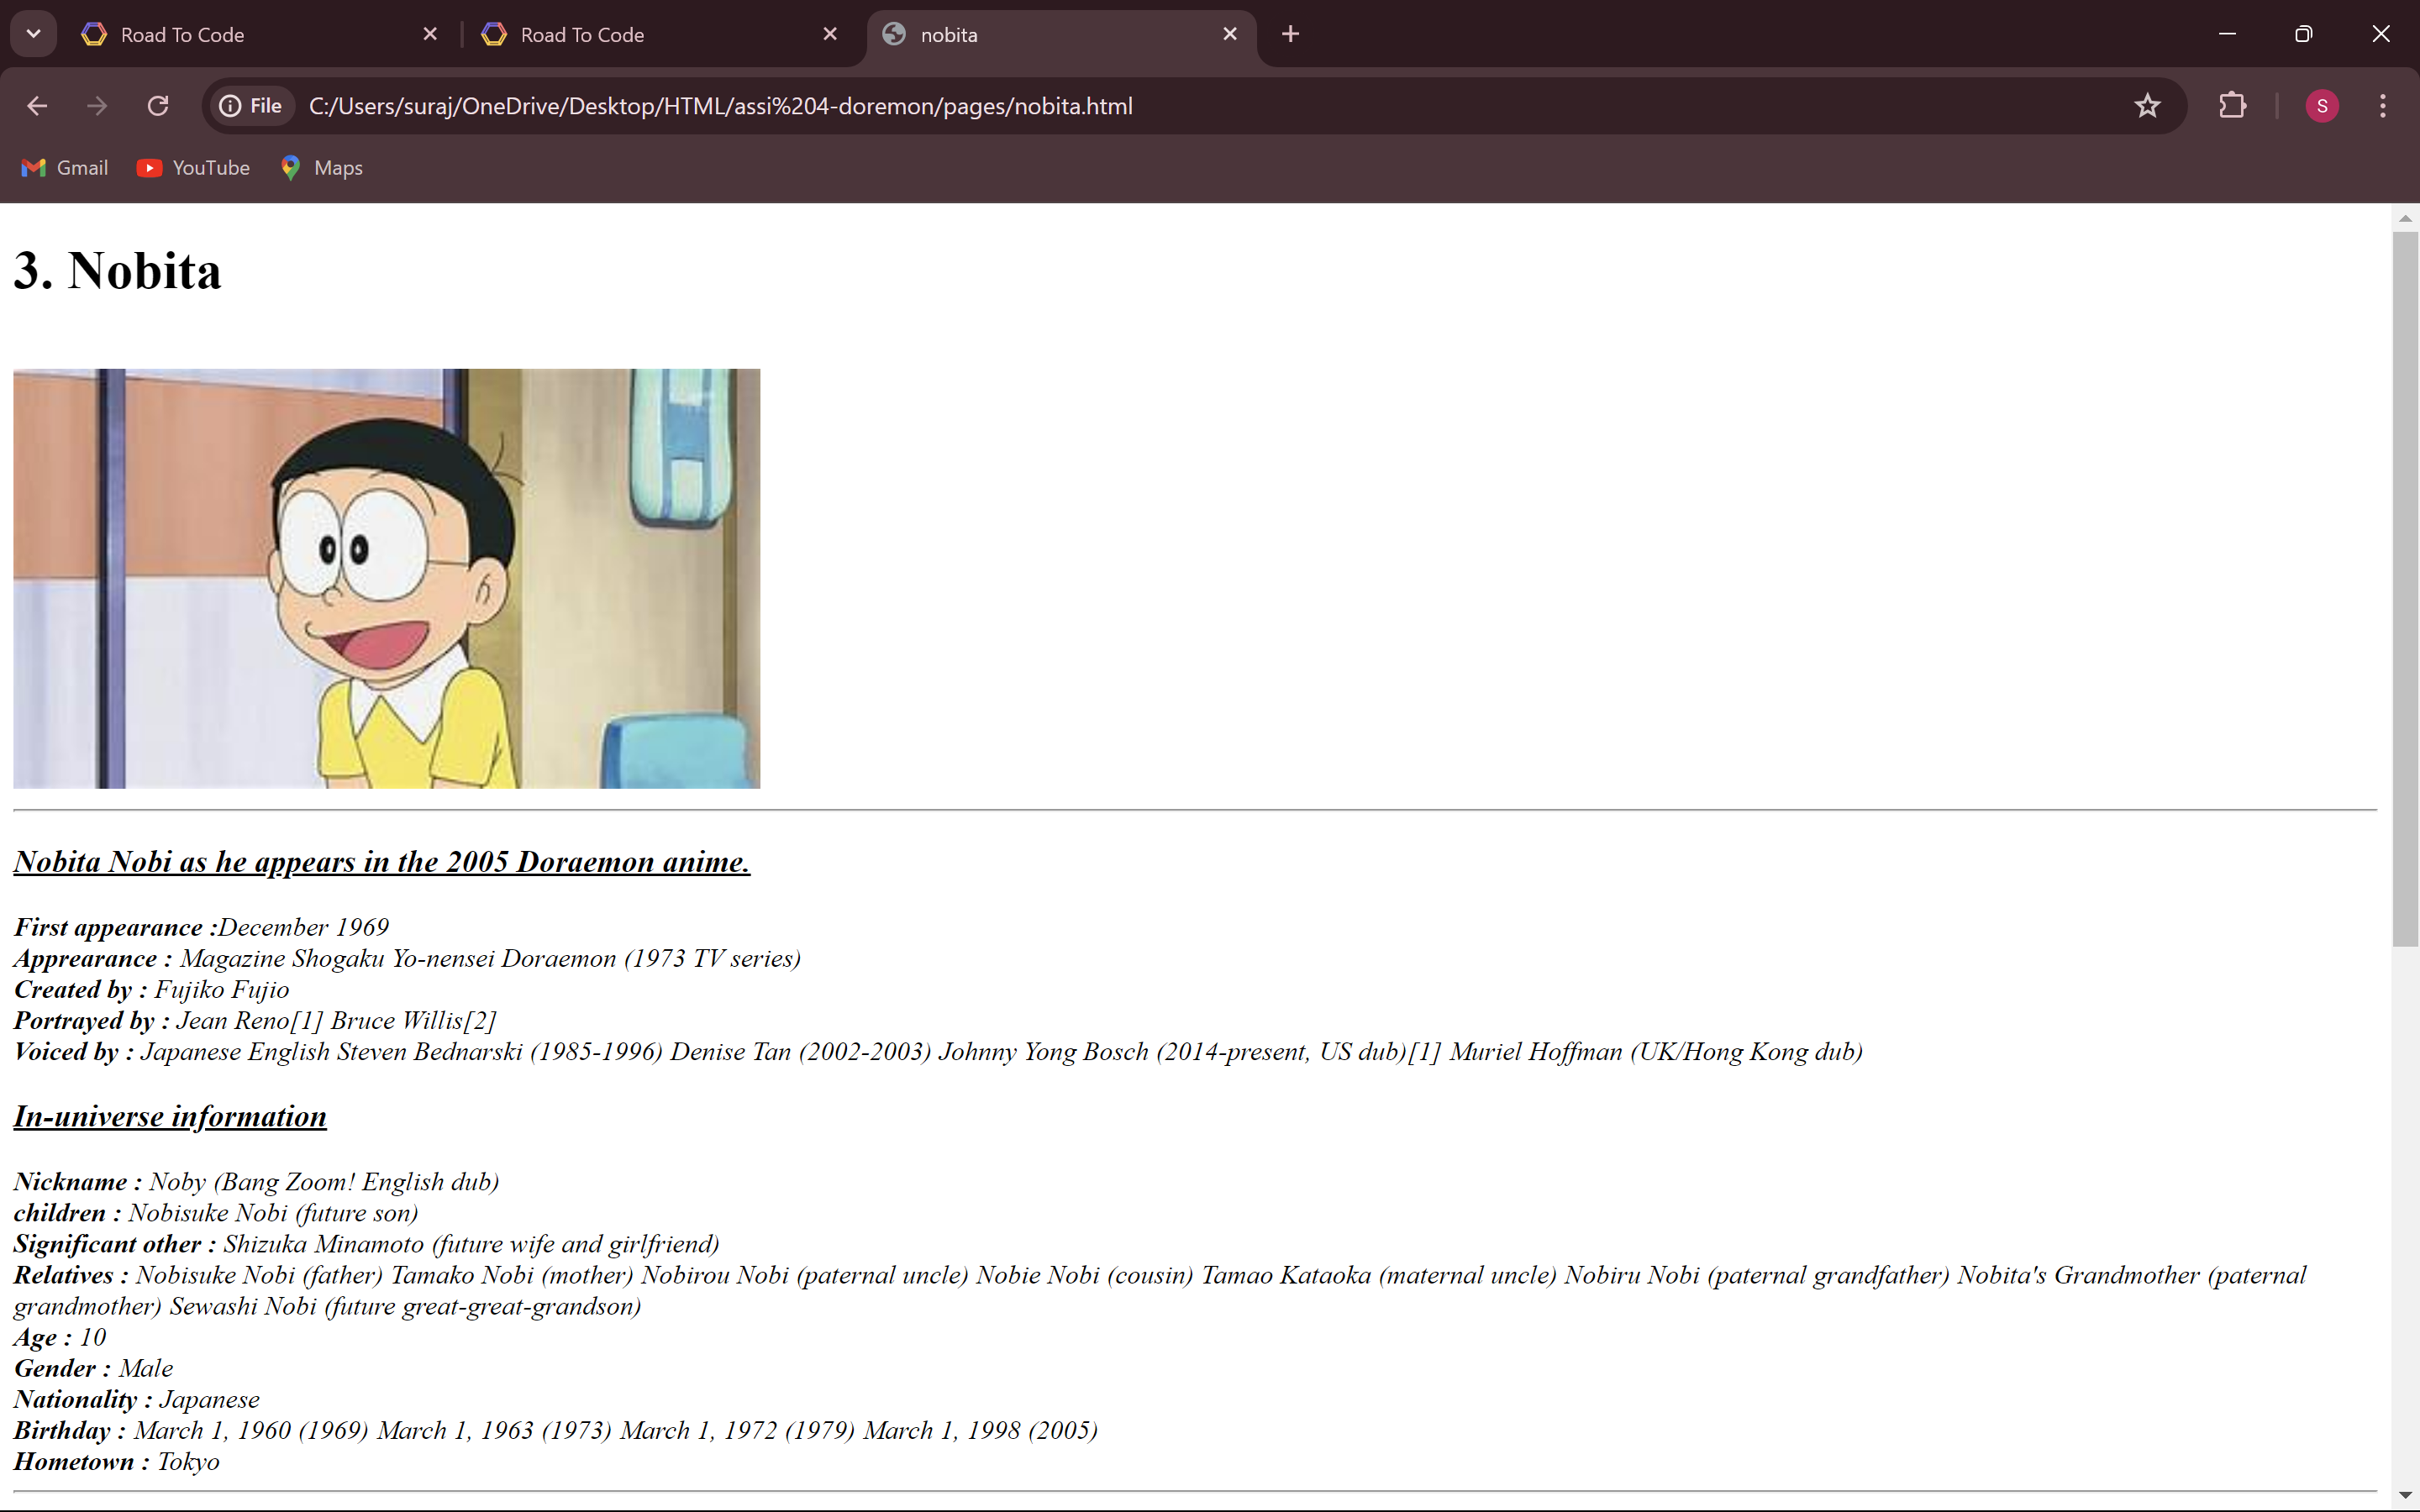 Road To Code
Road To Code
nobita
File
C:/Users/suraj/OneDrive/Desktop/HTML/assi%204-doremon/pages/nobita.html
S
Gmail
YouTube
Maps
3. Nobita
Nobita Nobi as he appears in the 2005 Doraemon anime.
First appearance :December 1969
Apprearance : Magazine Shogaku Yo-nensei Doraemon (1973 TV series)
Created by : Fujiko Fujio
Portrayed by : Jean Reno[1] Bruce Willis[2]
Voiced by : Japanese English Steven Bednarski (1985-1996) Denise Tan (2002-2003) Johnny Yong Bosch (2014-present, US dub)[1] Muriel Hoffman (UK/Hong Kong dub)
In-universe information
Nickname : Noby (Bang Zoom! English dub)
children : Nobisuke Nobi (future son)
Significant other : Shizuka Minamoto (future wife and girlfriend)
Relatives : Nobisuke Nobi (father) Tamako Nobi (mother) Nobirou Nobi (paternal uncle) Nobie Nobi (cousin) Tamao Kataoka (maternal uncle) Nobiru Nobi (paternal grandfather) Nobita's Grandmother (paternal
grandmother) Sewashi Nobi (future great-great-grandson)
Age : 10
Gender : Male
Nationality : Japanese
Birthday : March 1, 1960 (1969) March 1, 1963 (1973) March 1, 1972 (1979) March 1, 1998 (2005)
Hometown : Tokyo